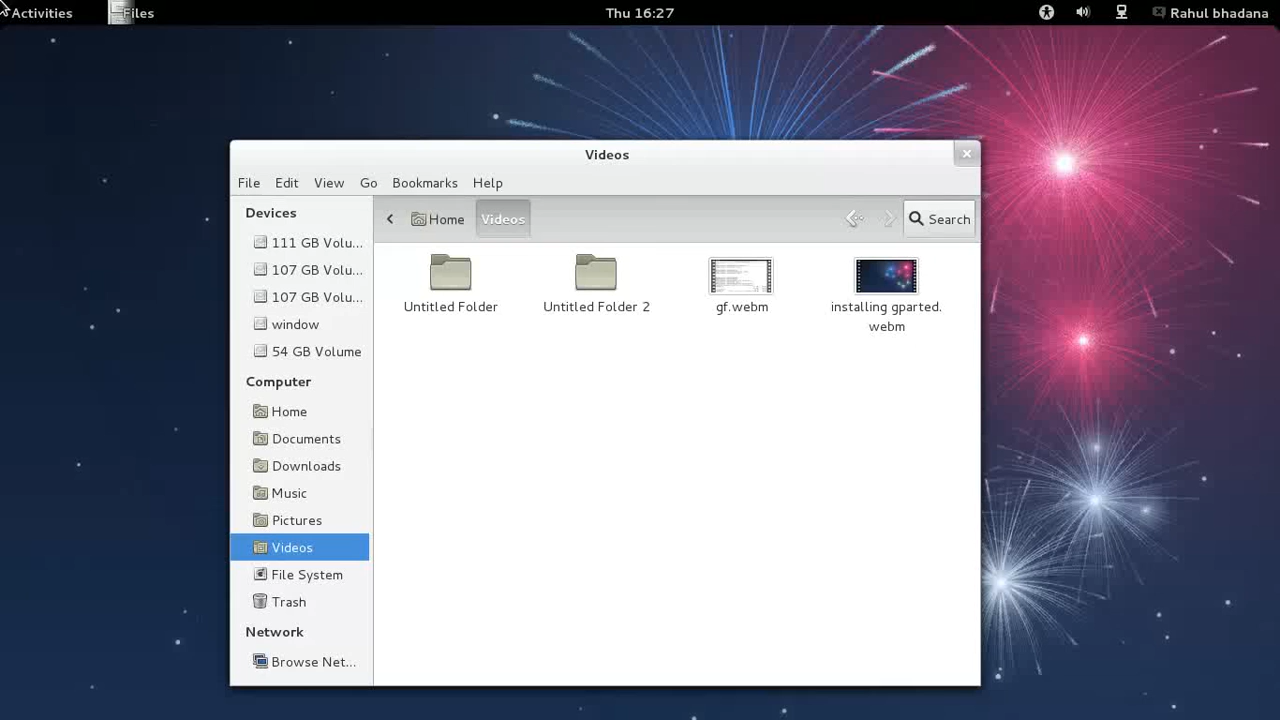 Activities
Files
Thu 16:27
Rahul bhadana
Videos
File Edit View Go Bookmarks Help
Devices
111 GB Volu...
107 GB Volu...
107 GB Volu...
window
54 GB Volume
Computer
Home
Documents
Downloads
Music
Pictures
Videos
File System
Trash
Network
Browse Net...
Home Videos Search
Untitled Folder
Untitled Folder 2
gf.webm
installing gparted.
webm